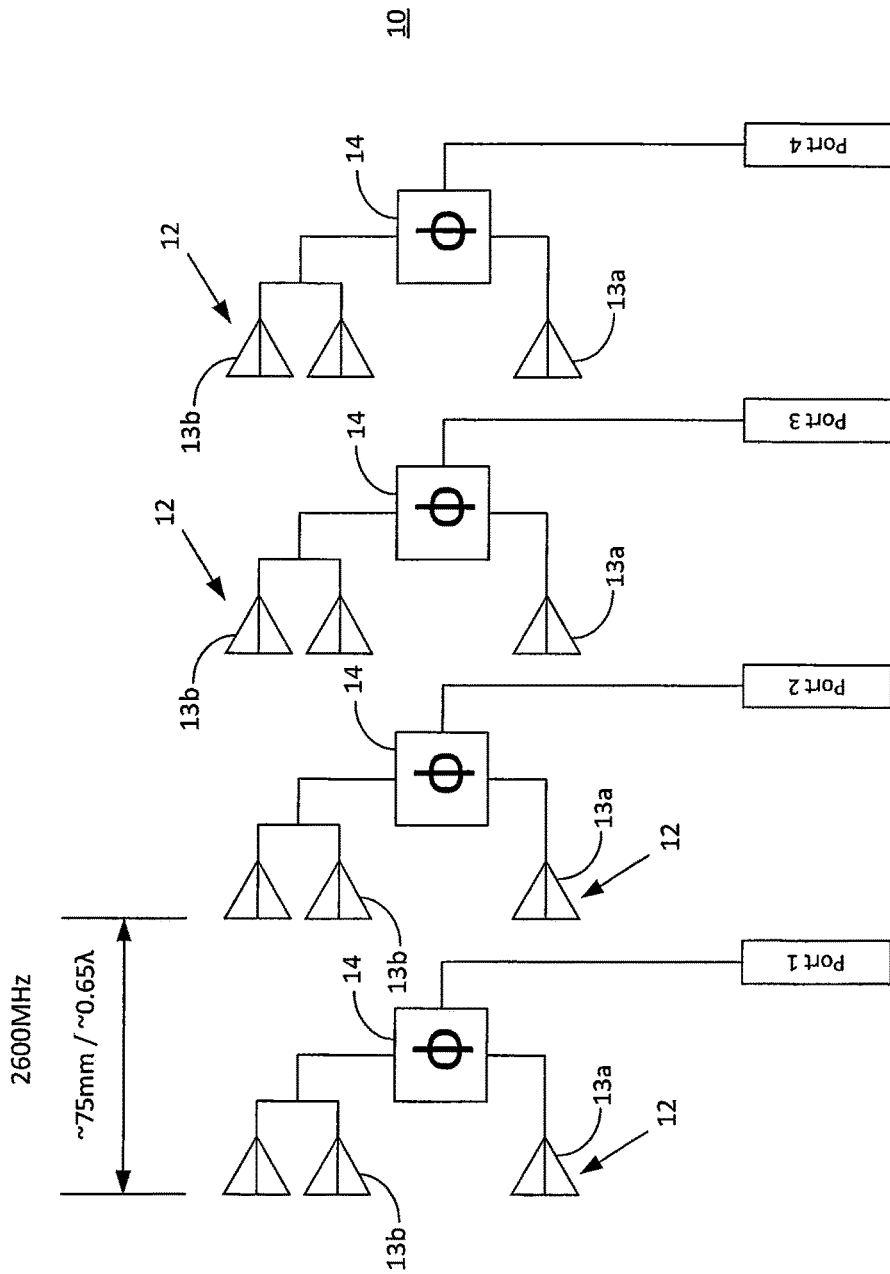 10
2600MHz
~75mm / ~0.65λ
12
13b
14
Φ
13a
Port 4
12
13b
14
Φ
13a
Port 3
14
Φ
13b
13a
12
Port 2
14
Φ
13b
13a
12
Port 1